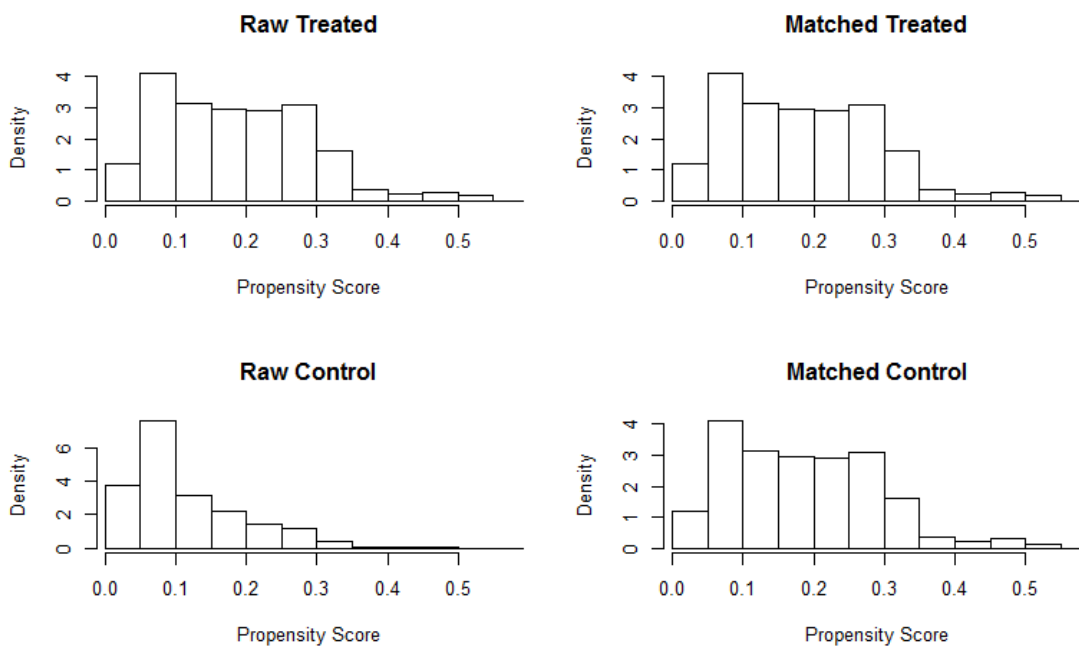 Raw Treated
Density
0 1 2 3 4
0.0 0.1 0.2 0.3 0.4 0.5
Propensity Score
Matched Treated
Density
0 1 2 3 4
0.0 0.1 0.2 0.3 0.4 0.5
Propensity Score
Raw Control
Density
0 2 4 6
0.0 0.1 0.2 0.3 0.4 0.5
Propensity Score
Matched Control
Density
0 1 2 3 4
0.0 0.1 0.2 0.3 0.4 0.5
Propensity Score